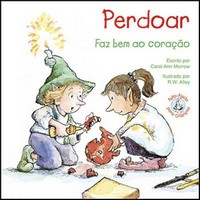 Perdoar
Faz bem ao coração
Escrito por
Carol Ann Morrow
Ilustrado por
R.W. Alley